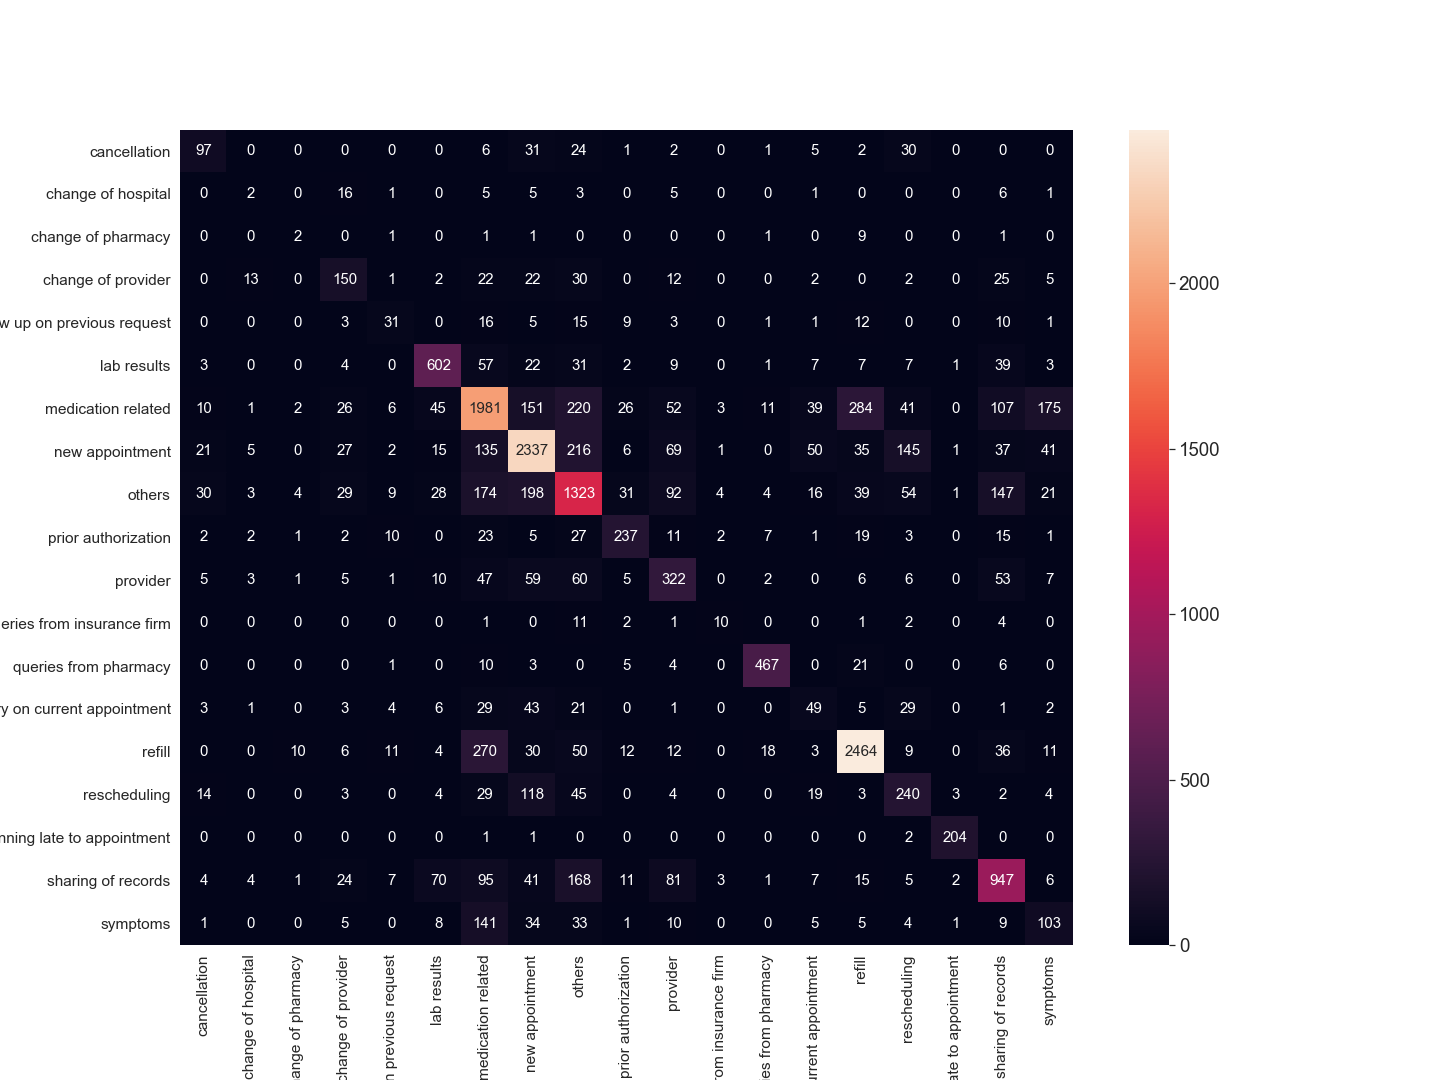 cancellation 97 0 0 0 0 0 6 31 24 1 2 0 1 5 2 30 0 0 0
change of hospital 0 2 0 16 1 0 5 5 3 0 5 0 0 1 0 0 0 6 1
change of pharmacy 0 0 2 0 1 0 1 1 0 0 0 0 1 0 9 0 0 1 0
change of provider 0 13 0 150 1 2 22 22 30 0 12 0 0 2 0 2 0 25 5
w up on previous request 0 0 0 3 31 0 16 5 15 9 3 0 1 1 12 0 0 10 1
lab results 3 0 0 4 0 602 57 22 31 2 9 0 1 7 7 7 1 39 3
medication related 10 1 2 26 6 45 1981 151 220 26 52 3 11 39 284 41 0 107 175
new appointment 21 5 0 27 2 15 135 2337 216 6 69 1 0 50 35 145 1 37 41
others 30 3 4 29 9 28 174 198 1323 31 92 4 4 16 39 54 1 147 21
prior authorization 2 2 1 2 10 0 23 5 27 237 11 2 7 1 19 3 0 15 1
provider 5 3 1 5 1 10 47 59 60 5 322 0 2 0 6 6 0 53 7
eries from insurance firm 0 0 0 0 0 0 1 0 11 2 1 10 0 0 1 2 0 4 0
queries from pharmacy 0 0 0 0 1 0 10 3 0 5 4 0 467 0 21 0 0 6 0
y on current appointment 3 1 0 3 4 6 29 43 21 0 1 0 0 49 5 29 0 1 2
refill 0 0 10 6 11 4 270 30 50 12 12 0 18 3 2464 9 0 36 11
rescheduling 14 0 0 3 0 4 29 118 45 0 4 0 0 19 3 240 3 2 4
nning late to appointment 0 0 0 0 0 0 1 1 0 0 0 0 0 0 0 2 204 0 0
sharing of records 4 4 1 24 7 70 95 41 168 11 81 3 1 7 15 5 2 947 6
symptoms 1 0 0 5 0 8 141 34 33 1 10 0 0 5 5 4 1 9 103
cancellation
change of hospital
ange of pharmacy
change of provider
n previous request
lab results
medication related
new appointment
others
prior authorization
provider
rom insurance firm
ies from pharmacy
urrent appointment
refill
rescheduling
ate to appointment
sharing of records
symptoms
2000
1500
1000
500
0